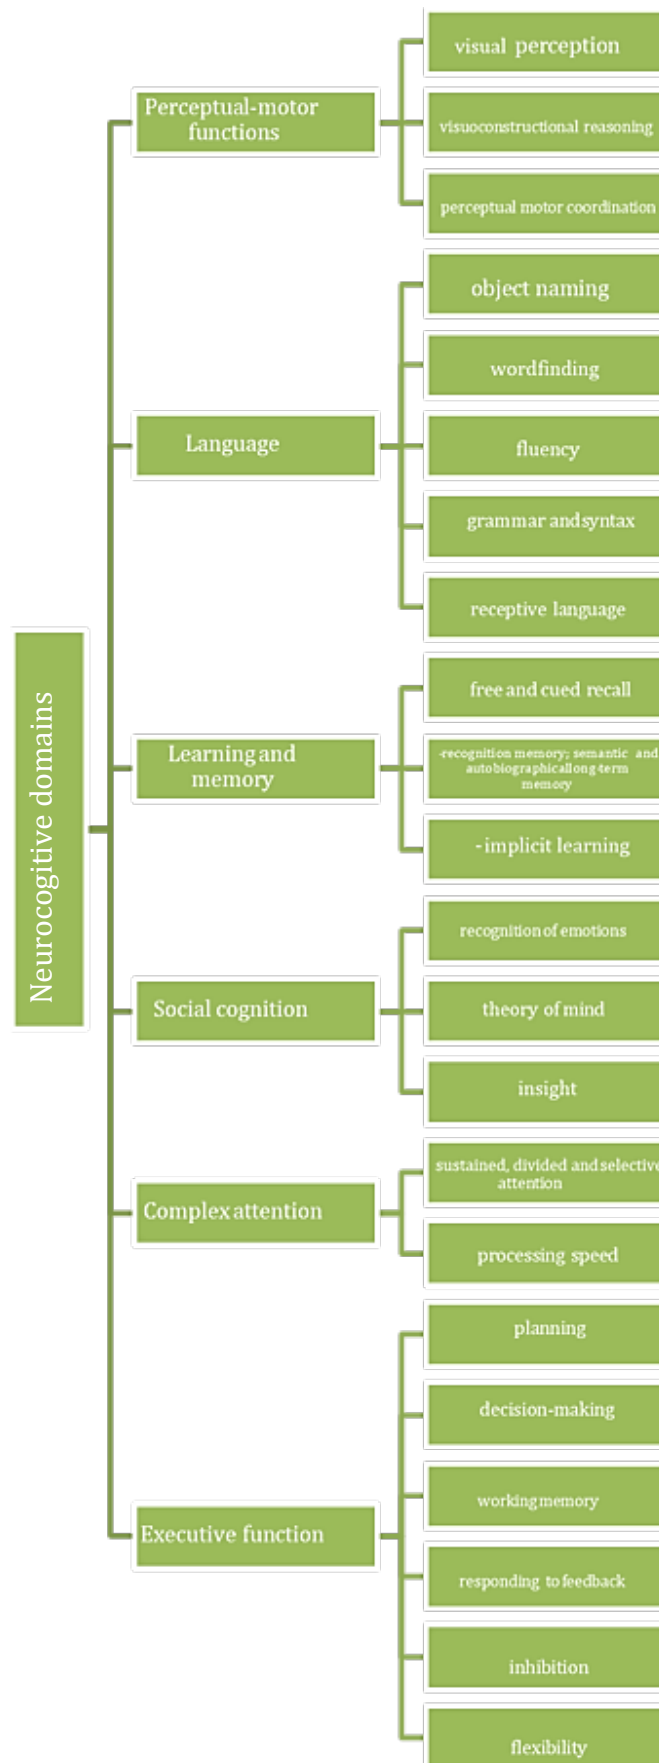 Neurocogitive domains
Perceptual-motor
functions
visual perception
visuoconstructional reasoning
perceptual motor coordination
Language
object naming
wordfinding
fluency
grammar and syntax
receptive language
Learning and
memory
free and cued recall
-recognition memory; semantic and
autobiographical long-term
memory
- implicit learning
Social cognition
recognition of emotions
theory of mind
insight
Complex attention
sustained, divided and selective
attention
processing speed
Executive function
planning
decision-making
working memory
responding to feedback
inhibition
flexibility